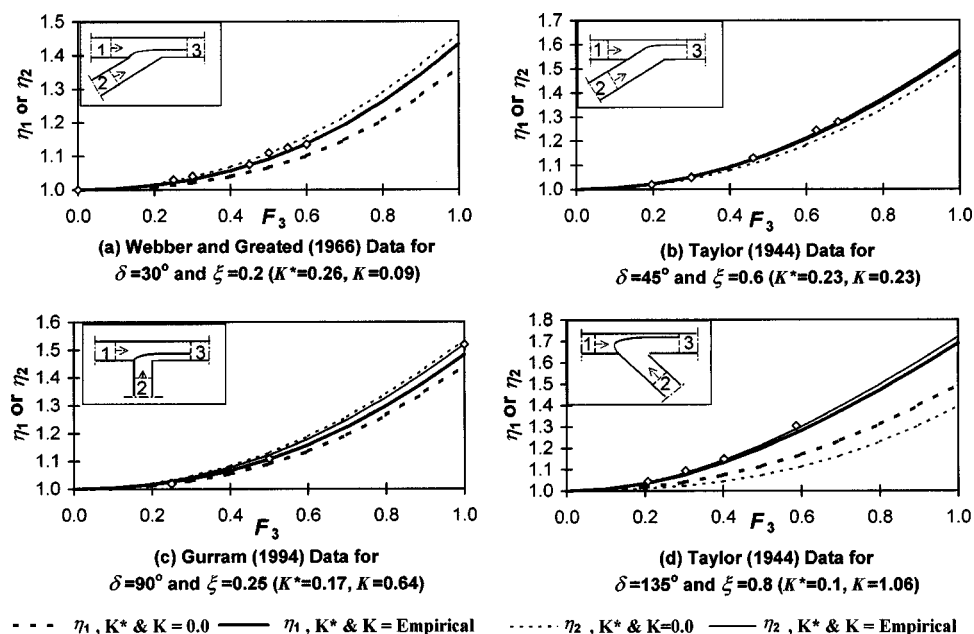 1.5
1.4
1.3
1.2
1.1
1.0
η1 or η2
1
2
3
0.0 0.2 0.4 0.6 0.8 1.0
F3
(a) Webber and Greated (1966) Data for
δ=30° and ξ=0.2 (K*=0.26, K=0.09)
1.7
1.6
1.5
1.4
1.3
1.2
1.1
1.0
η1 or η2
1
2
3
0.0 0.2 0.4 0.6 0.8 1.0
F3
(b) Taylor (1944) Data for
δ=45° and ξ=0.6 (K*=0.23, K=0.23)
1.6
1.5
1.4
1.3
1.2
1.1
1.0
η1 or η2
1
2
3
0.0 0.2 0.4 0.6 0.8 1.0
F3
(c) Gurram (1994) Data for
δ=90° and ξ=0.25 (K*=0.17, K=0.64)
1.8
1.7
1.6
1.5
1.4
1.3
1.2
1.1
1.0
η1 or η2
1
2
3
0.0 0.2 0.4 0.6 0.8 1.0
F3
(d) Taylor (1944) Data for
δ=135° and ξ=0.8 (K*=0.1, K=1.06)
η1 , K* & K = 0.0 η1 , K* & K = Empirical η2 , K* & K=0.0 η2 , K* & K= Empirical